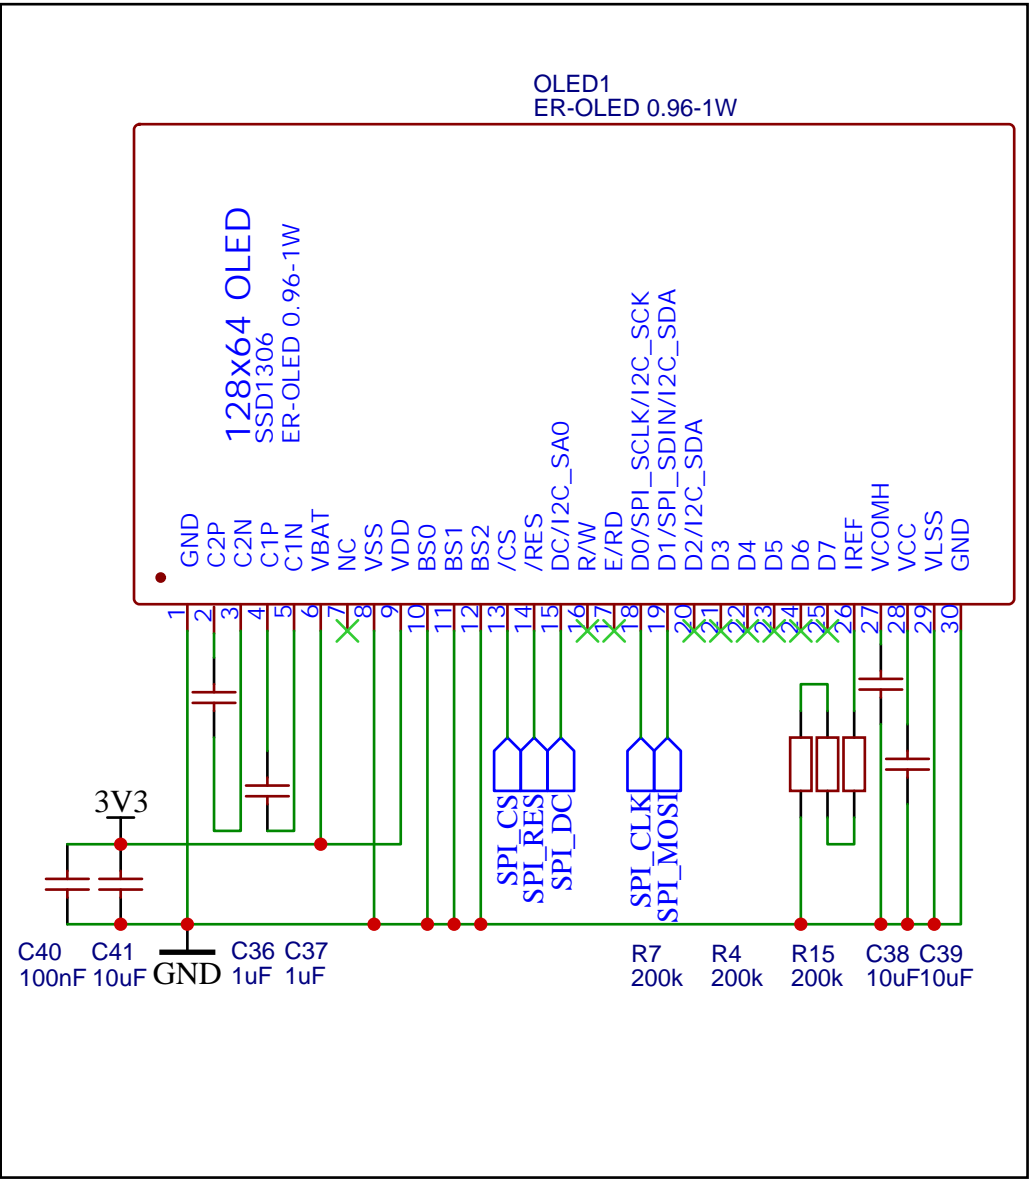 OLED1
ER-OLED 0.96-1W
128x64 OLED
SSD1306
ER-OLED 0.96-1W
GND
C2P
C2N
C1P
C1N
VBAT
NC
VSS
VDD
BS0
BS1
BS2
/CS
/RES
DC/I2C_SA0
R/W
E/RD
D0/SPI_SCLK/I2C_SCK
D1/SPI_SDIN/I2C_SDA
D2/I2C_SDA
D3
D4
D5
D6
D7
IREF
VCOMH
VCC
VLSS
GND
1
2
3
4
5
6
7
8
9
10
11
12
13
14
15
16
17
18
19
20
21
22
23
24
25
26
27
28
29
30
3V3
SPI_CS
SPI_RES
SPI_DC
SPI_CLK
SPI_MOSI
C40
100nF
C41
10uF
GND
C36
1uF
C37
1uF
R7
200k
R4
200k
R15
200k
C38
10uF
C39
10uF